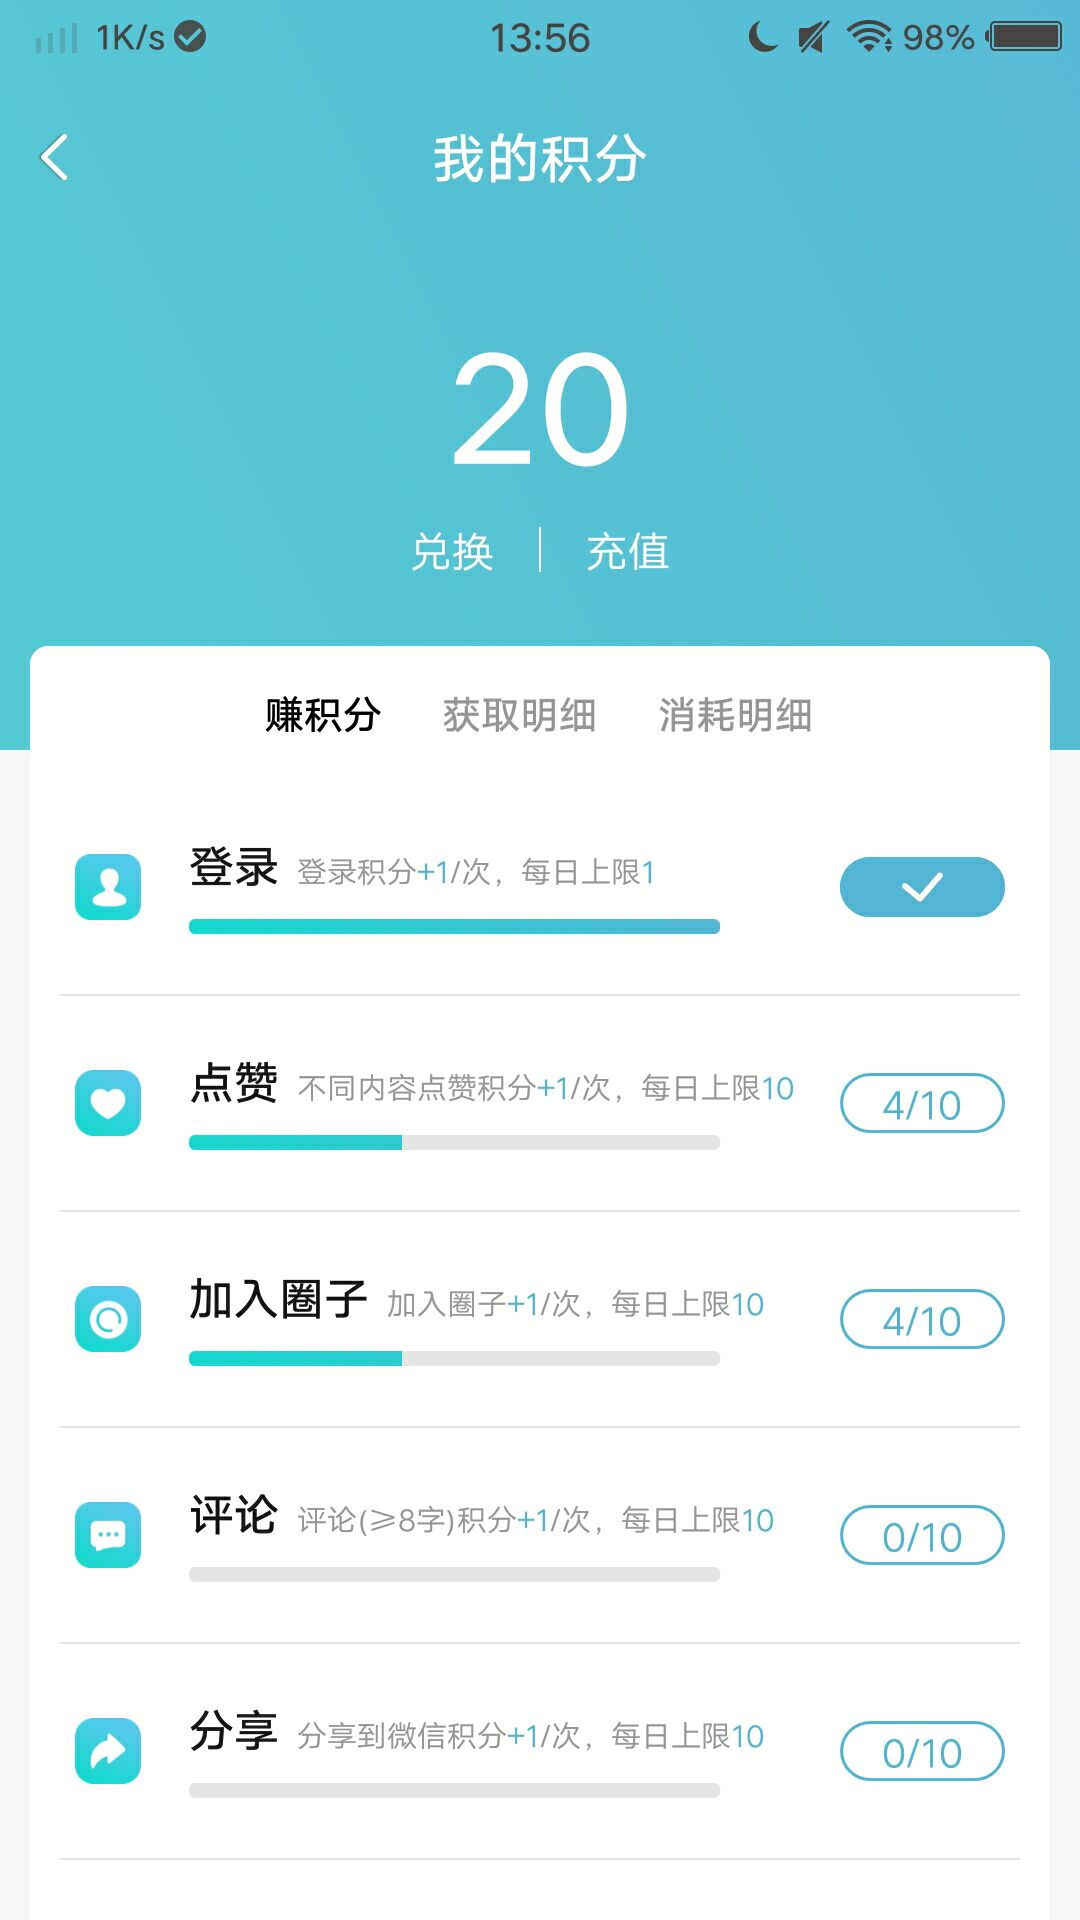 1K/s 13:56 98%
我的积分
20
兑换 充值
赚积分 获取明细 消耗明细
登录 登录积分+1/次，每日上限1
点赞 不同内容点赞积分+1/次，每日上限10 4/10
加入圈子 加入圈子+1/次，每日上限10 4/10
评论 评论(≥8字)积分+1/次，每日上限10 0/10
分享 分享到微信积分+1/次，每日上限10 0/10